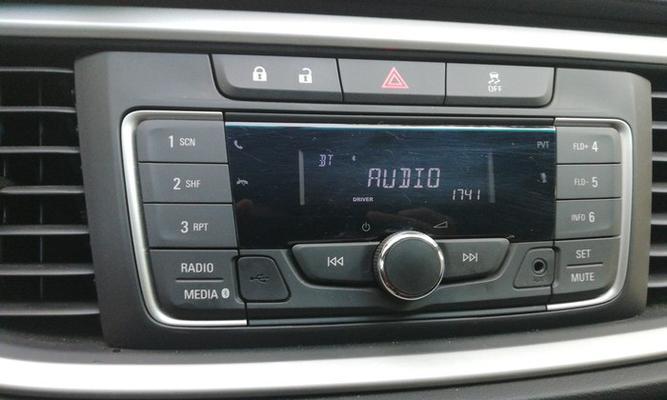 OFF
1 SCN
2 SHF
3 RPT
RADIO
MEDIA
PVT
BT
AUDIO
DRIVER
1741
FLD+ 4
FLD- 5
INFO 6
SET
MUTE